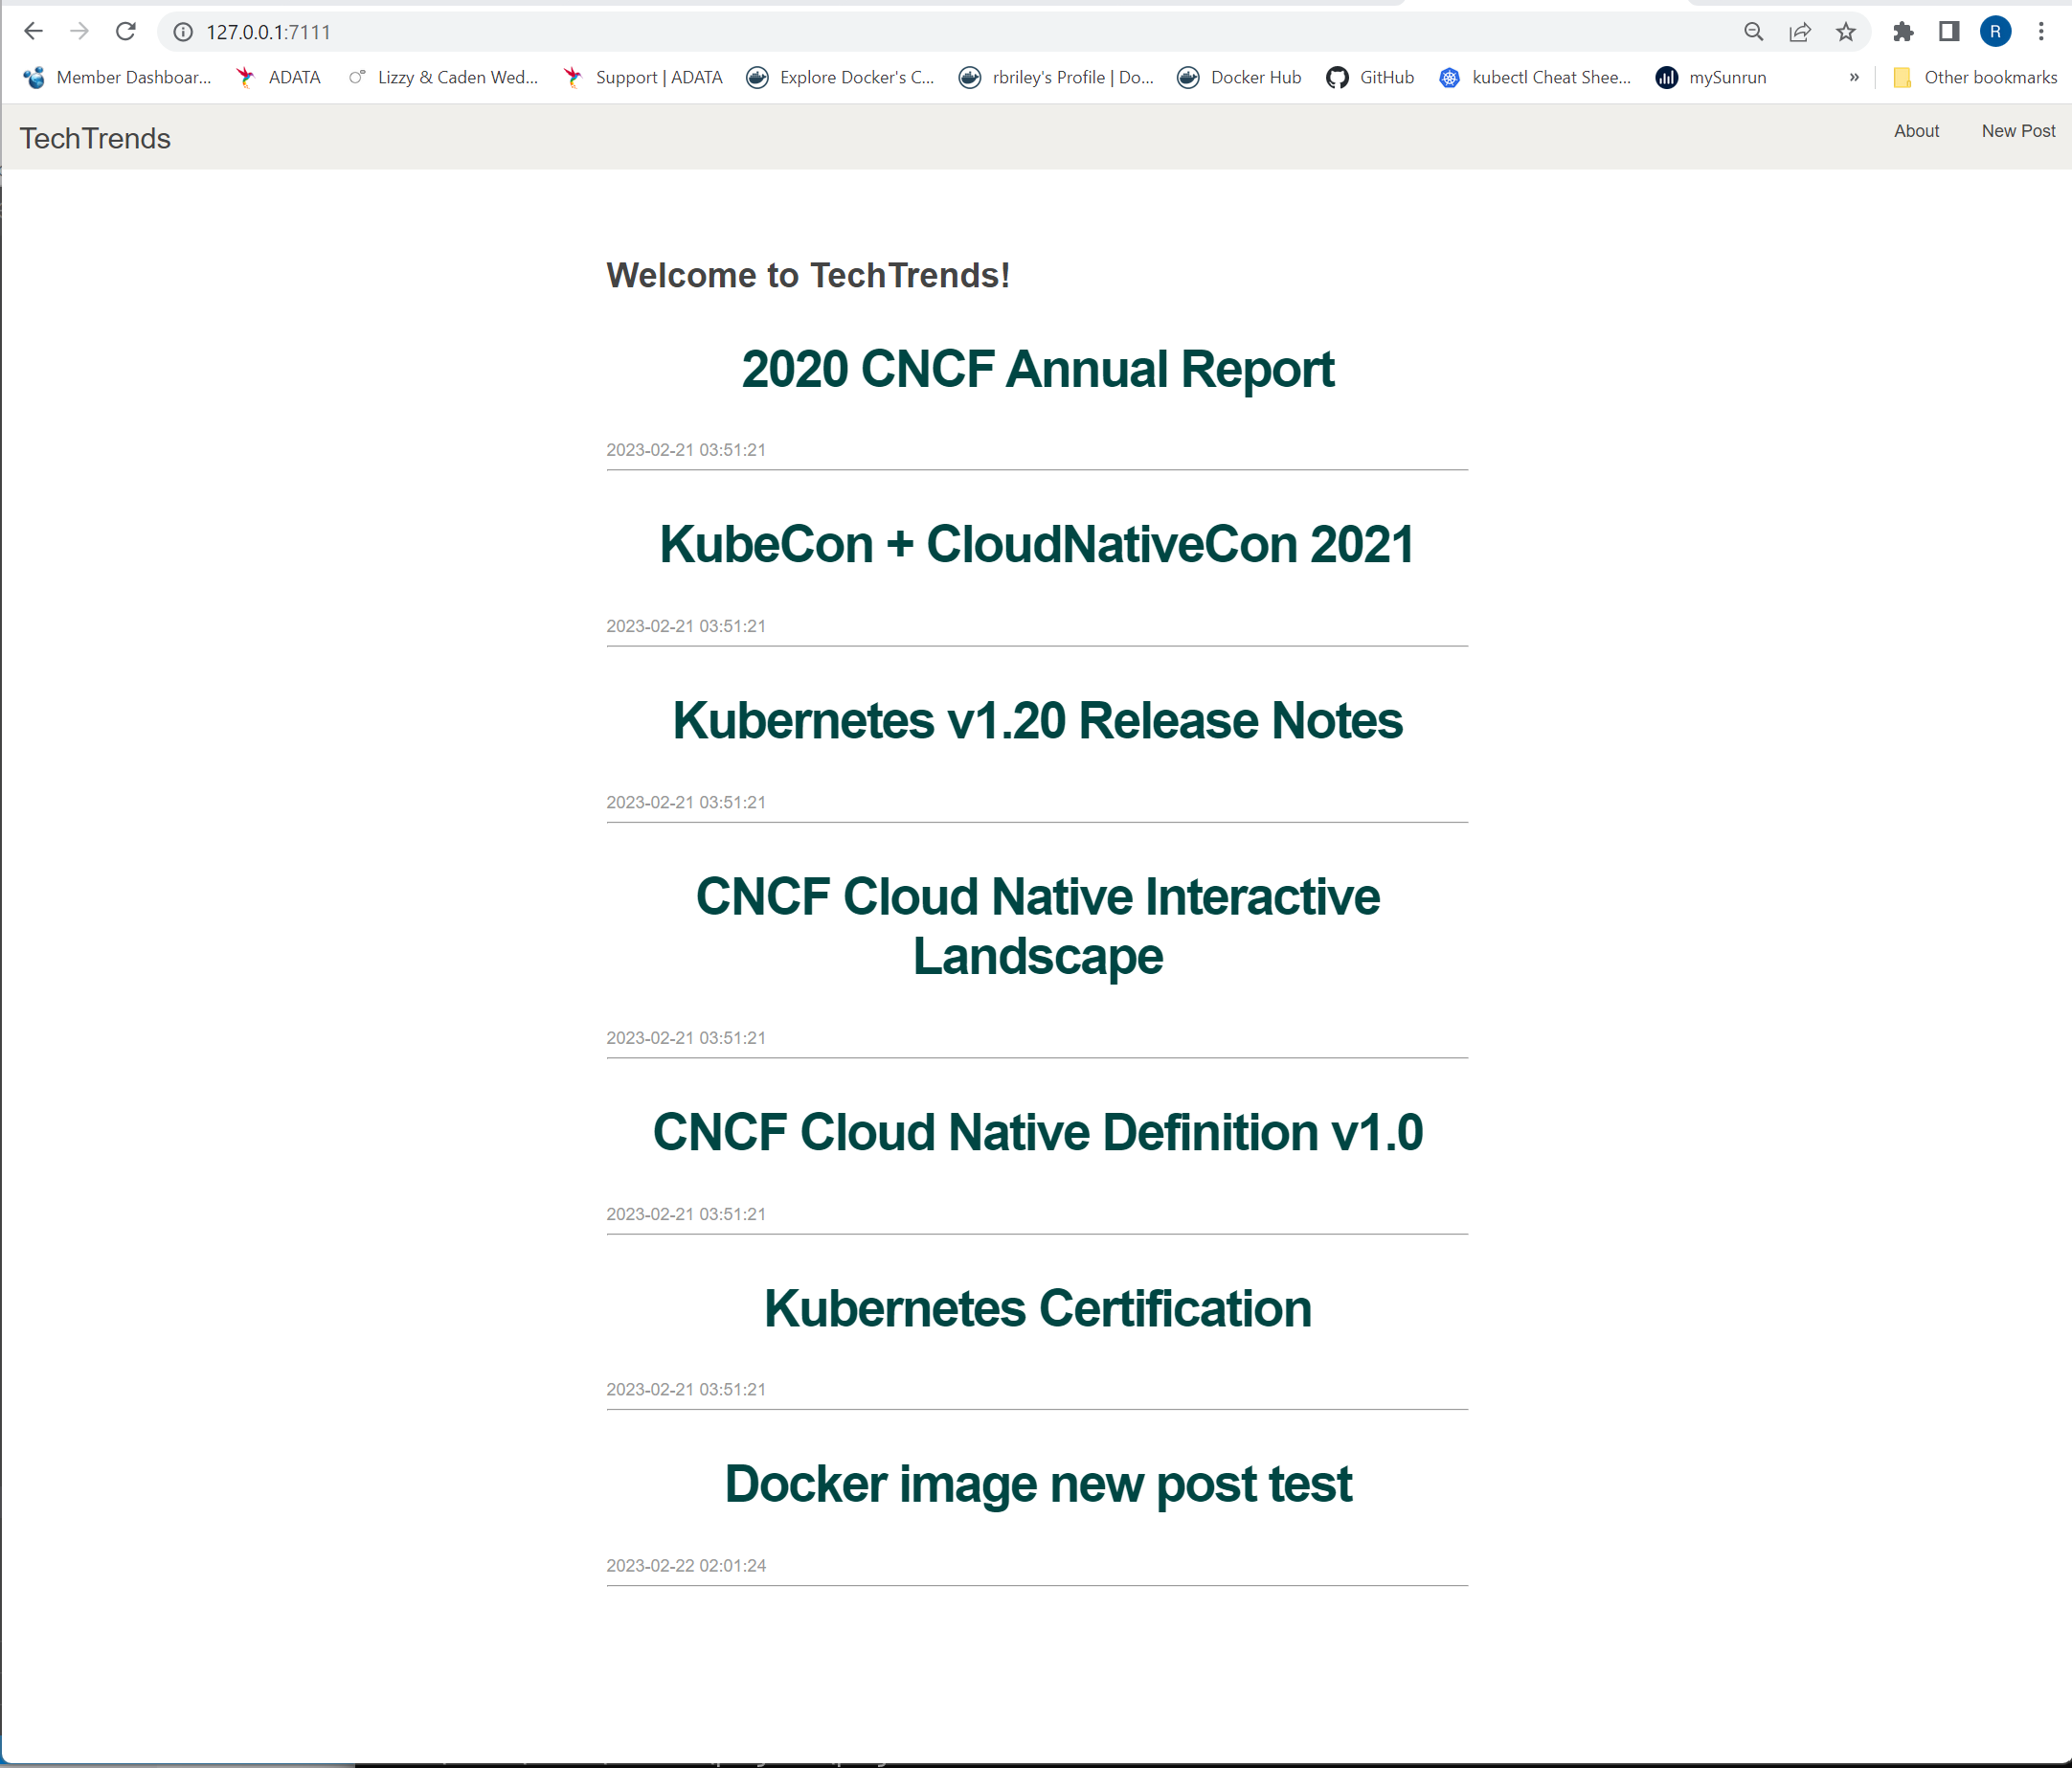 127.0.0.1:7111
R
Member Dashboar... ADATA Lizzy & Caden Wed... Support | ADATA Explore Docker's C... rbriley's Profile | Do... Docker Hub GitHub kubectl Cheat Shee... mySunrun » Other bookmarks
TechTrends About New Post
Welcome to TechTrends!
2020 CNCF Annual Report
2023-02-21 03:51:21
KubeCon + CloudNativeCon 2021
2023-02-21 03:51:21
Kubernetes v1.20 Release Notes
2023-02-21 03:51:21
CNCF Cloud Native Interactive
Landscape
2023-02-21 03:51:21
CNCF Cloud Native Definition v1.0
2023-02-21 03:51:21
Kubernetes Certification
2023-02-21 03:51:21
Docker image new post test
2023-02-22 02:01:24